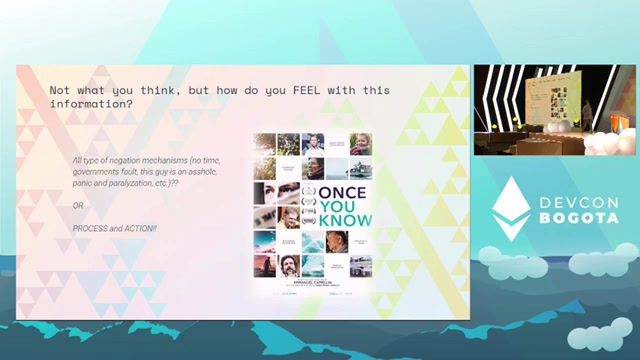 Not what you think, but how do you FEEL with this
information?
All type of negation mechanisms (no time,
governments fault, this guy is an asshole,
panic and paralyzation, etc.)??
OR
PROCESS and ACTION!!
ONCE
YOU
KNOW
EMMANUEL CAPPELLIN
DEVCON
BOGOTA